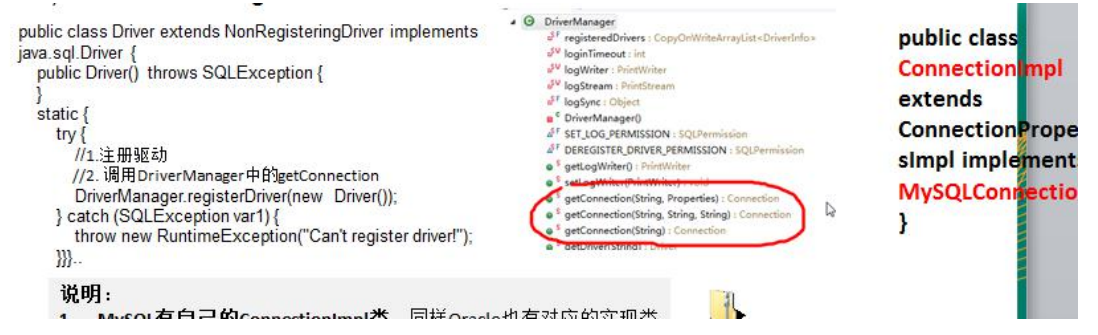 public class Driver extends NonRegisteringDriver implements
java.sql.Driver {
public Driver() throws SQLException {
}
static {
try {
//1.注册驱动
//2. 调用DriverManager中的getConnection
DriverManager.registerDriver(new Driver());
} catch (SQLException var1) {
throw new RuntimeException("Can't register driver!");
}}}..
DriverManager
registeredDrivers : CopyOnWriteArrayList<DriverInfo>
loginTimeout : int
logWriter : PrintWriter
logStream : PrintStream
logSync : Object
DriverManager()
SET_LOG_PERMISSION : SQLPermission
DEREGISTER_DRIVER_PERMISSION : SQLPermission
getLogWriter() : PrintWriter
setLogWriter(PrintWriter) : void
getConnection(String, Properties) : Connection
getConnection(String, String, String) : Connection
getConnection(String) : Connection
getDriver(String) : Driver
public class
ConnectionImpl
extends
ConnectionPrope
sImpl implement
MySQLConnectio
}
说明：
1. MySQL有自己的ConnectionImpl类，同样Oracle也有对应的实现类